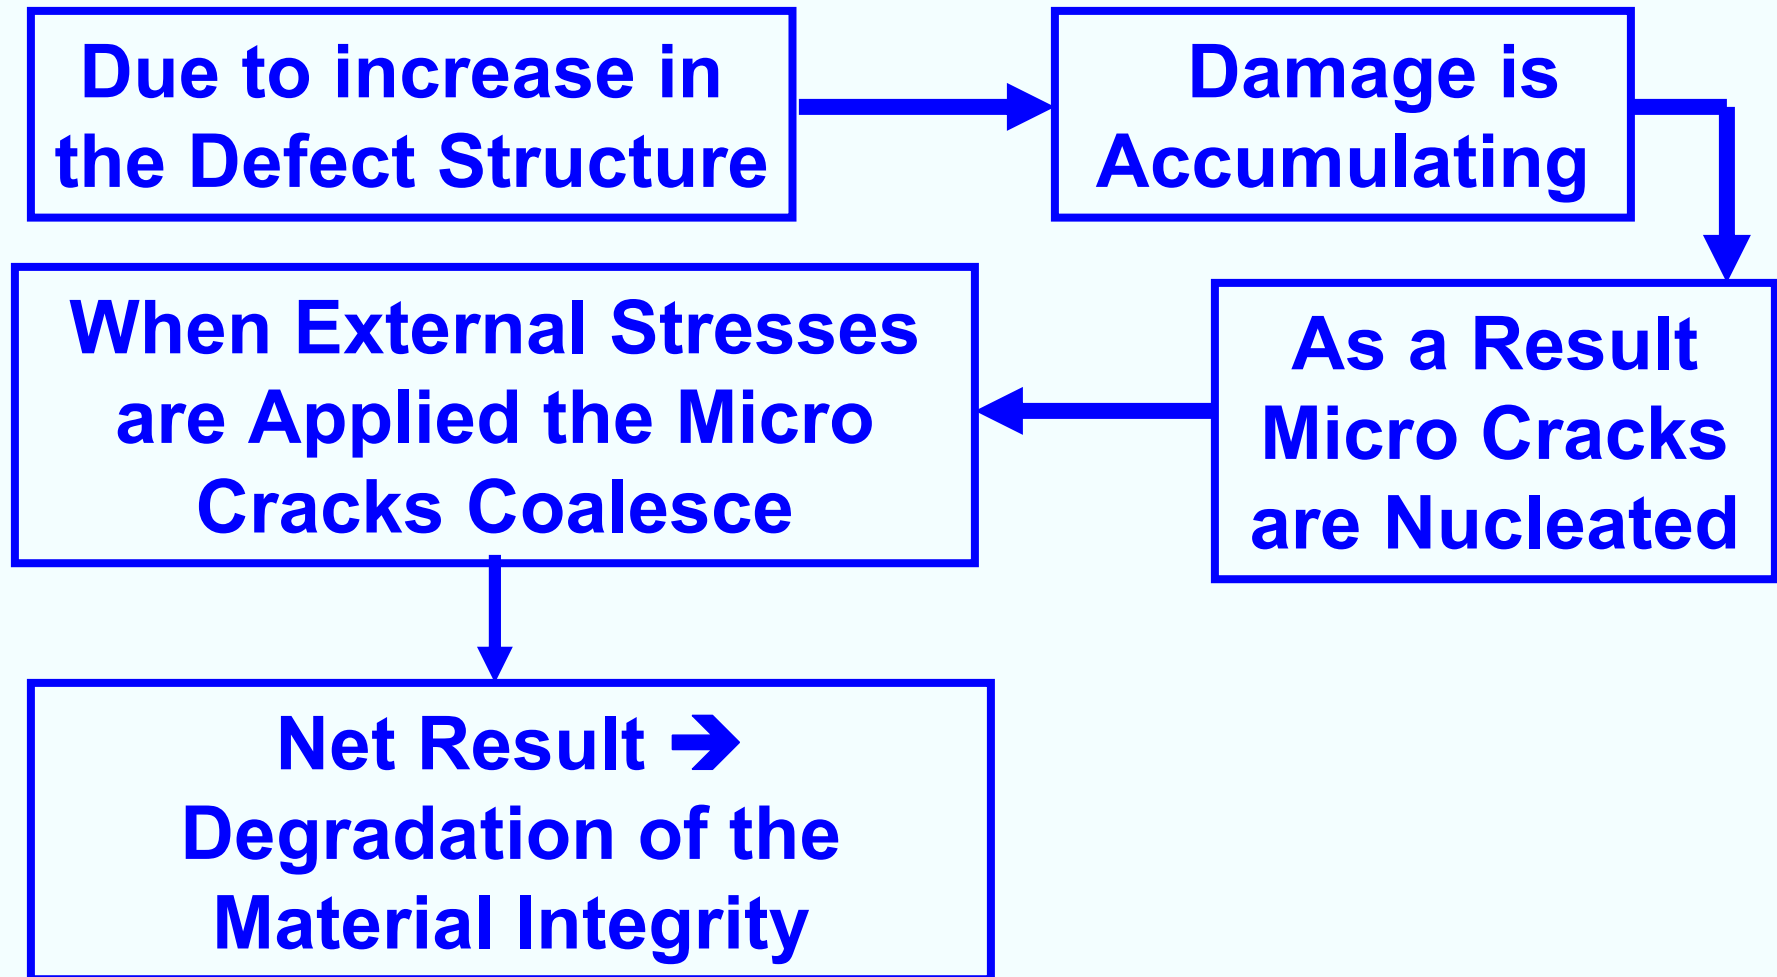 Due to increase in
the Defect Structure
Damage is
Accumulating
As a Result
Micro Cracks
are Nucleated
When External Stresses
are Applied the Micro
Cracks Coalesce
Net Result ➔
Degradation of the
Material Integrity